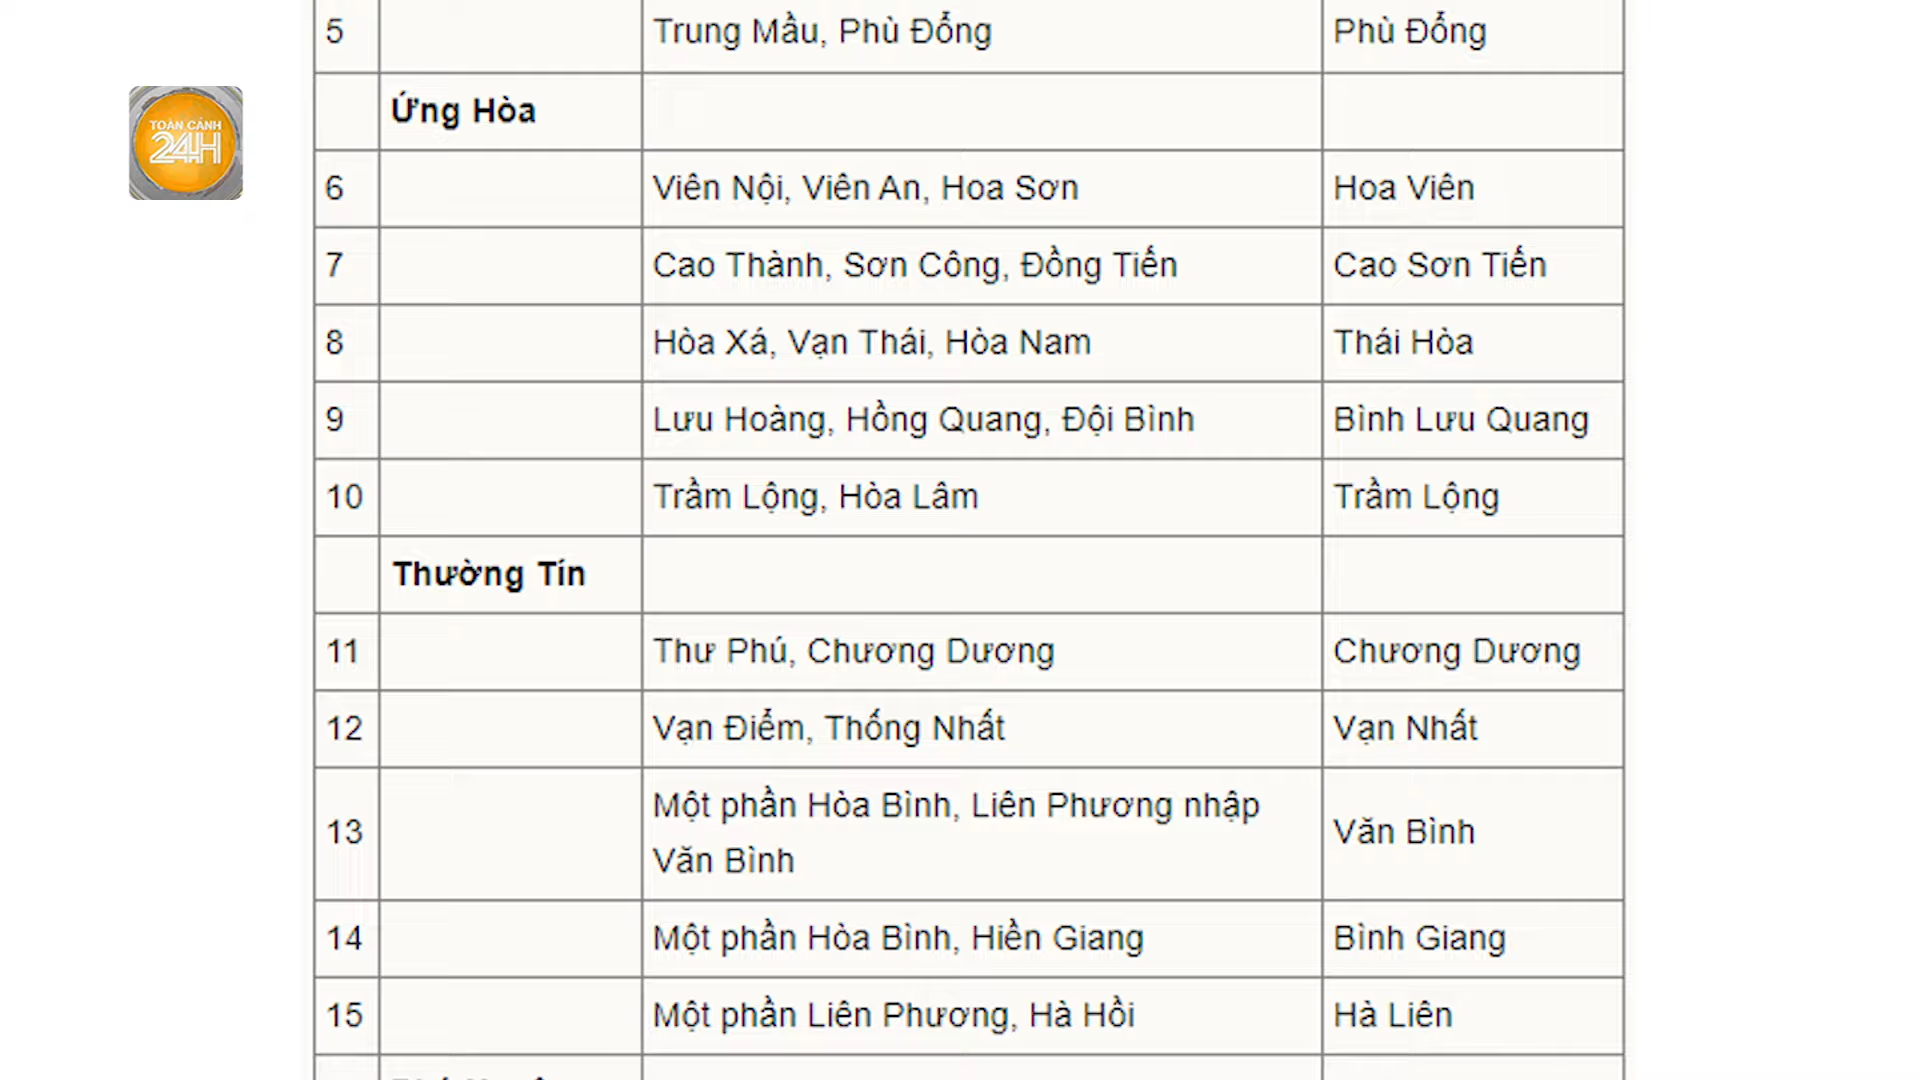 5 Trung Mầu, Phù Đổng Phù Đổng
TOÀN CẢNH
24H
Ứng Hòa
6 Viên Nội, Viên An, Hoa Sơn Hoa Viên
7 Cao Thành, Sơn Công, Đồng Tiến Cao Sơn Tiến
8 Hòa Xá, Vạn Thái, Hòa Nam Thái Hòa
9 Lưu Hoàng, Hồng Quang, Đội Bình Bình Lưu Quang
10 Trầm Lộng, Hòa Lâm Trầm Lộng
Thường Tín
11 Thư Phú, Chương Dương Chương Dương
12 Vạn Điểm, Thống Nhất Vạn Nhất
13 Một phần Hòa Bình, Liên Phương nhập
Văn Bình Văn Bình
14 Một phần Hòa Bình, Hiền Giang Bình Giang
15 Một phần Liên Phương, Hà Hồi Hà Liên